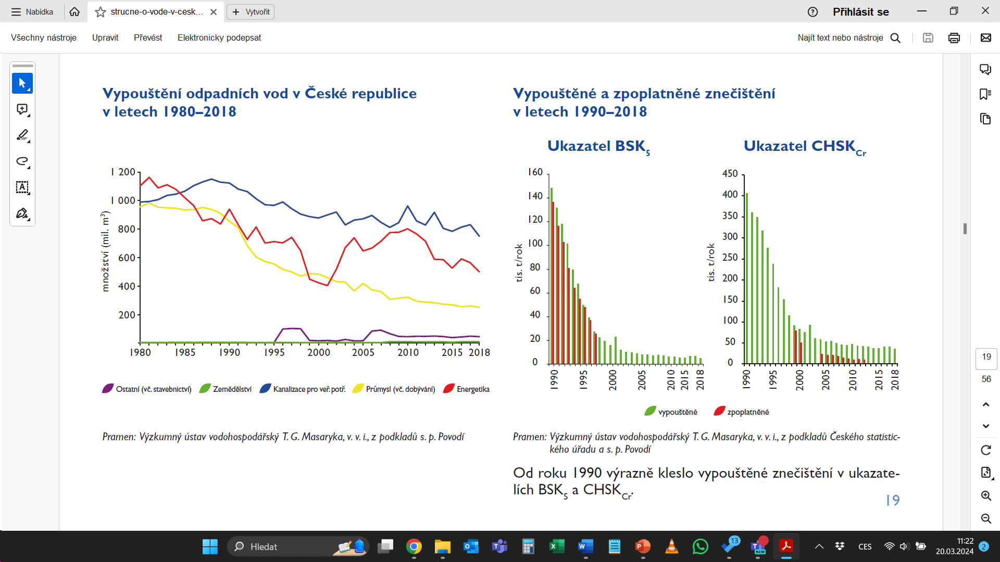 Nabídka
strucne-o-vode-v-cesk...
Vytvořit
Přihlásit se
Všechny nástroje
Upravit
Převést
Elektronicky podepsat
Najít text nebo nástroje
Vypouštění odpadních vod v České republice
v letech 1980–2018
množství (mil. m³)
1 200
1 000
800
600
400
200
1980 1985 1990 1995 2000 2005 2010 2015 2018
Ostatní (vč. stavebnictví) Zemědělství Kanalizace pro veř. potř. Průmysl (vč. dobývání) Energetika
Pramen: Výzkumný ústav vodohospodářský T. G. Masaryka, v. v. i., z podkladů s. p. Povodí
Vypouštěné a zpoplatněné znečištění
v letech 1990–2018
Ukazatel BSK5
tis. t/rok
160
140
120
100
80
60
40
20
0
1990 1995 2000 2005 2010 2015 2018
Ukazatel CHSKCr
tis. t/rok
450
400
350
300
250
200
150
100
50
0
1990 1995 2000 2005 2010 2015 2018
vypouštěné zpoplatněné
Pramen: Výzkumný ústav vodohospodářský T. G. Masaryka, v. v. i., z podkladů Českého statistic-
kého úřadu a s. p. Povodí
Od roku 1990 výrazně kleslo vypouštěné znečištění v ukazate-
lích BSK5 a CHSKCr.
19
19
56
Hledat
13
NEW
CES
11:22
20.03.2024
2